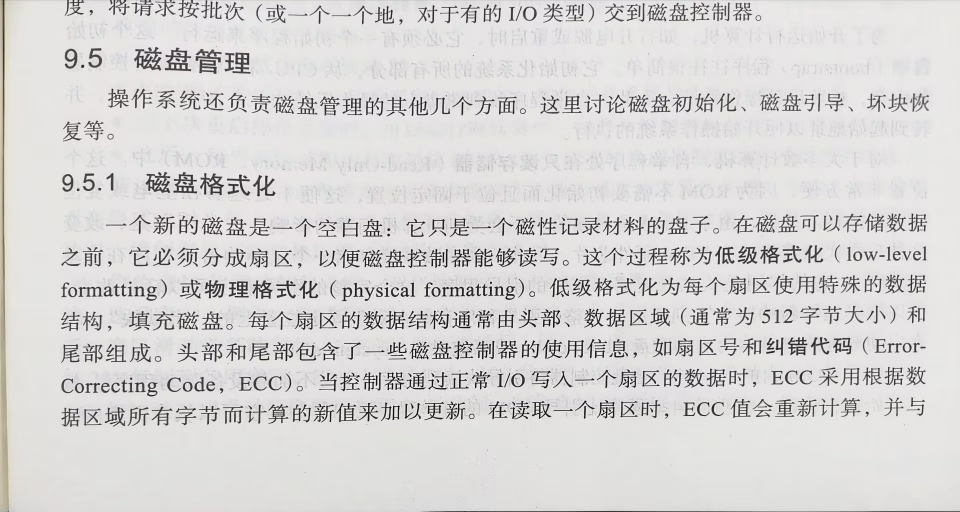 度，将请求按批次（或一个一个地，对于有的 I/O 类型）交到磁盘控制器。
9.5 磁盘管理
操作系统还负责磁盘管理的其他几个方面。这里讨论磁盘初始化、磁盘引导、坏块恢
复等。
9.5.1 磁盘格式化
一个新的磁盘是一个空白盘：它只是一个磁性记录材料的盘子。在磁盘可以存储数据
之前，它必须分成扇区，以便磁盘控制器能够读写。这个过程称为低级格式化（low-level
formatting）或物理格式化（physical formatting）。低级格式化为每个扇区使用特殊的数据
结构，填充磁盘。每个扇区的数据结构通常由头部、数据区域（通常为 512 字节大小）和
尾部组成。头部和尾部包含了一些磁盘控制器的使用信息，如扇区号和纠错代码（Error-
Correcting Code，ECC）。当控制器通过正常 I/O 写入一个扇区的数据时，ECC 采用根据数
据区域所有字节而计算的新值来加以更新。在读取一个扇区时，ECC 值会重新计算，并与